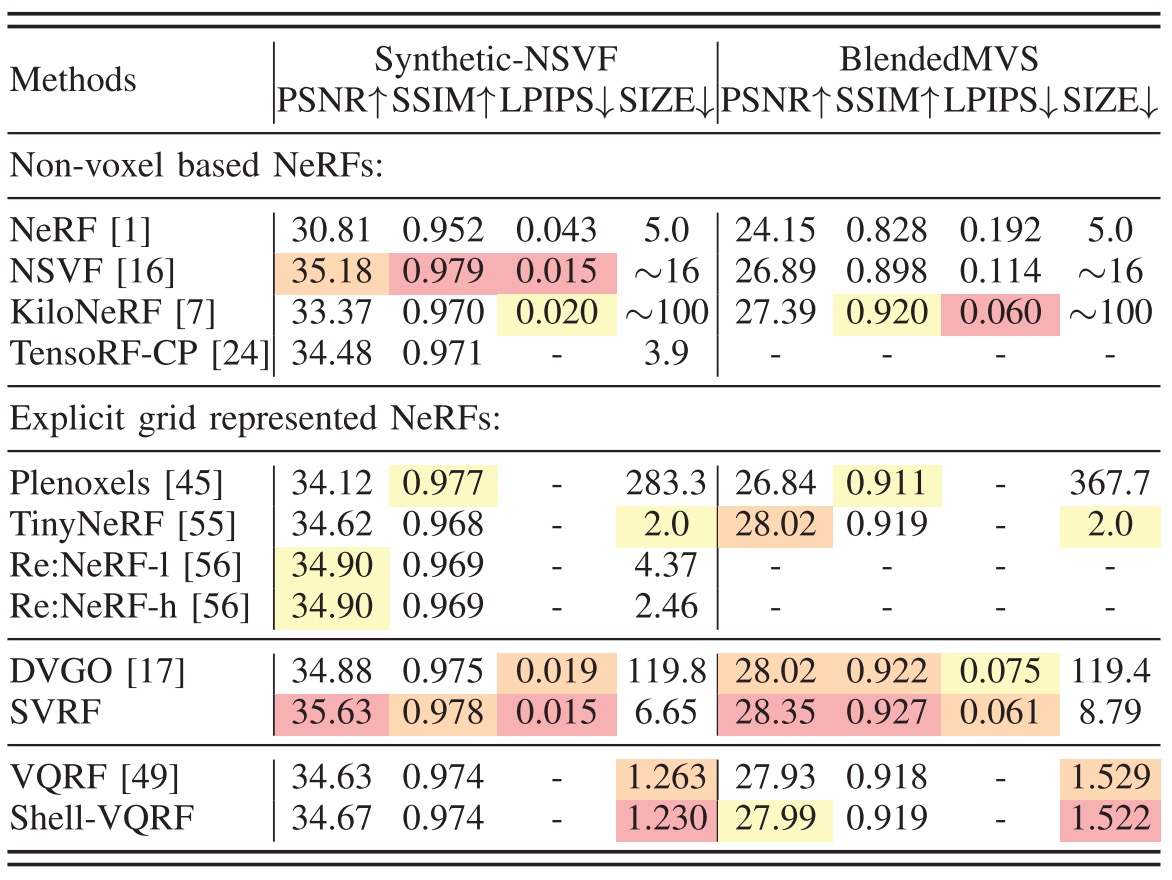 Methods Synthetic-NSVF BlendedMVS
PSNR↑ SSIM↑ LPIPS↓ SIZE↓ PSNR↑ SSIM↑ LPIPS↓ SIZE↓
Non-voxel based NeRFs:
NeRF [1] 30.81 0.952 0.043 5.0 24.15 0.828 0.192 5.0
NSVF [16] 35.18 0.979 0.015 ∼16 26.89 0.898 0.114 ∼16
KiloNeRF [7] 33.37 0.970 0.020 ∼100 27.39 0.920 0.060 ∼100
TensoRF-CP [24] 34.48 0.971 - 3.9 - - - -
Explicit grid represented NeRFs:
Plenoxels [45] 34.12 0.977 - 283.3 26.84 0.911 - 367.7
TinyNeRF [55] 34.62 0.968 - 2.0 28.02 0.919 - 2.0
Re:NeRF-l [56] 34.90 0.969 - 4.37 - - - -
Re:NeRF-h [56] 34.90 0.969 - 2.46 - - - -
DVGO [17] 34.88 0.975 0.019 119.8 28.02 0.922 0.075 119.4
SVRF 35.63 0.978 0.015 6.65 28.35 0.927 0.061 8.79
VQRF [49] 34.63 0.974 - 1.263 27.93 0.918 - 1.529
Shell-VQRF 34.67 0.974 - 1.230 27.99 0.919 - 1.522